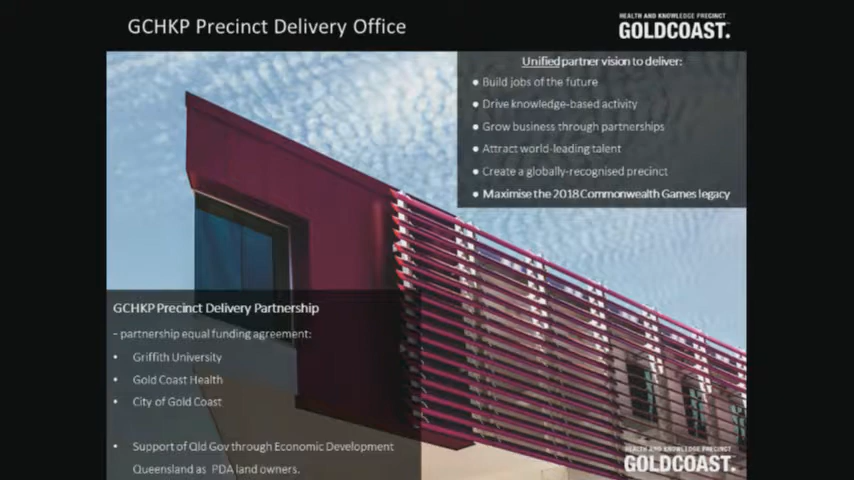 GCHKP Precinct Delivery Office
HEALTH AND KNOWLEDGE PRECINCT
GOLDCOAST.
Unified partner vision to deliver:
● Build jobs of the future
● Drive knowledge-based activity
● Grow business through partnerships
● Attract world-leading talent
● Create a globally-recognised precinct
● Maximise the 2018 Commonwealth Games legacy
GCHKP Precinct Delivery Partnership
- partnership equal funding agreement:
• Griffith University
• Gold Coast Health
• City of Gold Coast
• Support of Qld Gov through Economic Development
Queensland as PDA land owners.
HEALTH AND KNOWLEDGE PRECINCT
GOLDCOAST.